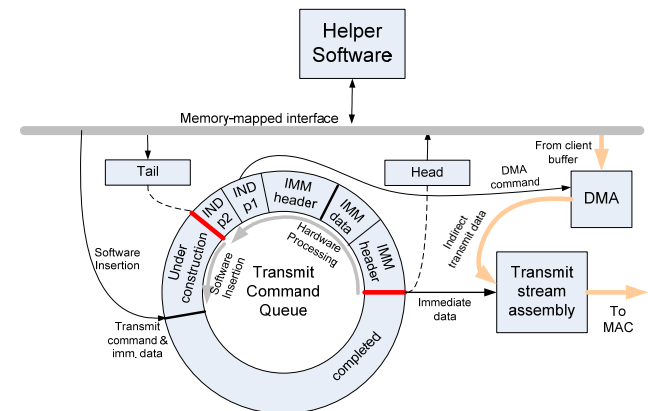 Helper
Software
Memory-mapped interface
From client
buffer
Tail
Head
DMA
command
DMA
IND
p2
IND
p1
IMM
header
IMM
data
IMM
header
Under
construction
Software
Insertion
Hardware
Processing
Software
Insertion
Transmit
Command
Queue
Indirect
transmit data
Transmit
stream
assembly
Immediate
data
To
MAC
Transmit
command &
imm. data
completed